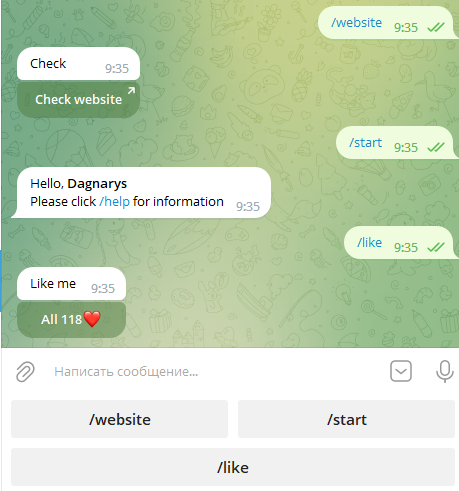 /website 9:35
Check 9:35
Check website
/start 9:35
Hello, Dagnarys
Please click /help for information 9:35
/like 9:35
Like me 9:35
All 118❤️
Написать сообщение...
/website /start
/like